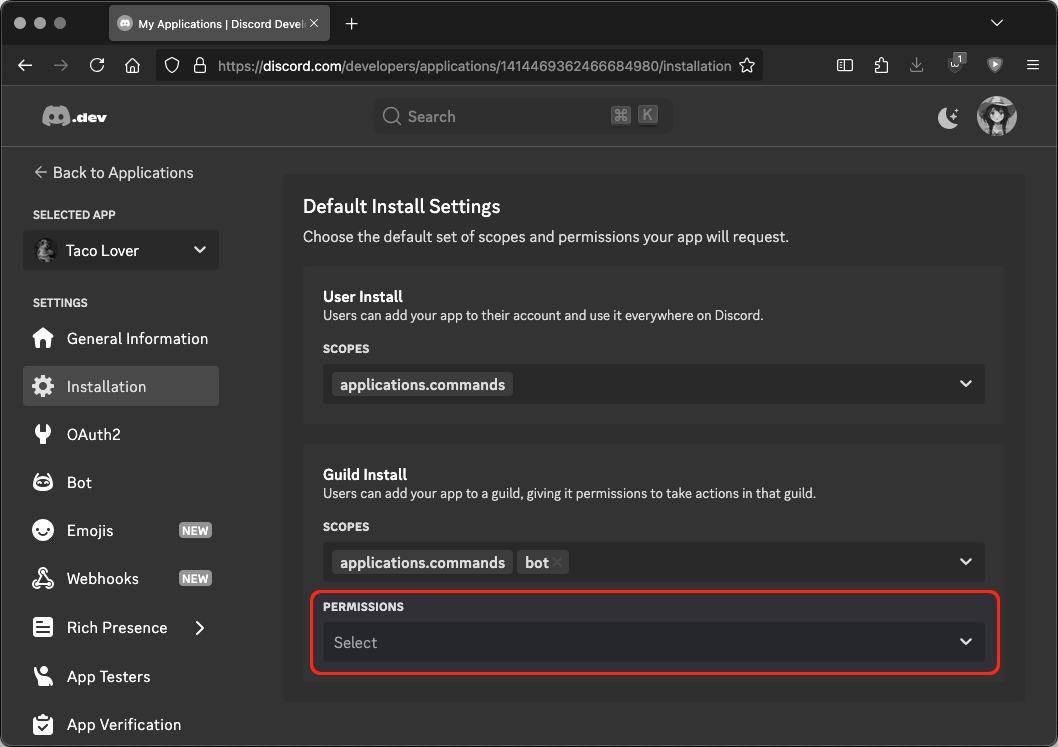 My Applications | Discord Devel
https://discord.com/developers/applications/1414469362466684980/installation
1
.dev
Search
⌘ K
← Back to Applications
SELECTED APP
Taco Lover
SETTINGS
General Information
Installation
OAuth2
Bot
Emojis NEW
Webhooks NEW
Rich Presence
App Testers
App Verification
Default Install Settings
Choose the default set of scopes and permissions your app will request.
User Install
Users can add your app to their account and use it everywhere on Discord.
SCOPES
applications.commands
Guild Install
Users can add your app to a guild, giving it permissions to take actions in that guild.
SCOPES
applications.commands bot
PERMISSIONS
Select